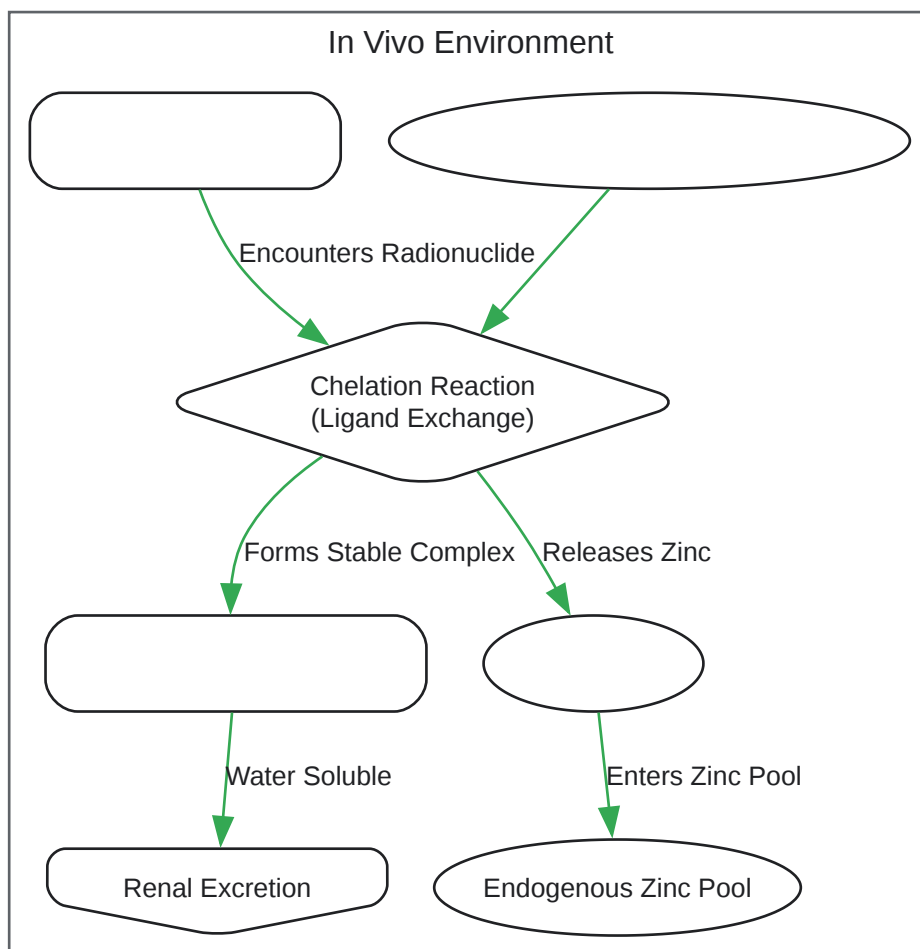 In Vivo Environment
Encounters Radionuclide
Chelation Reaction
(Ligand Exchange)
Forms Stable Complex
Releases Zinc
Water Soluble
Enters Zinc Pool
Renal Excretion
Endogenous Zinc Pool